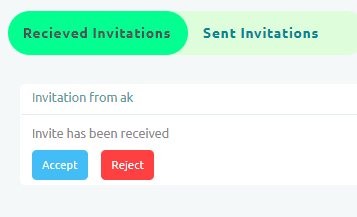 Recieved Invitations Sent Invitations
Invitation from ak
Invite has been received
Accept Reject